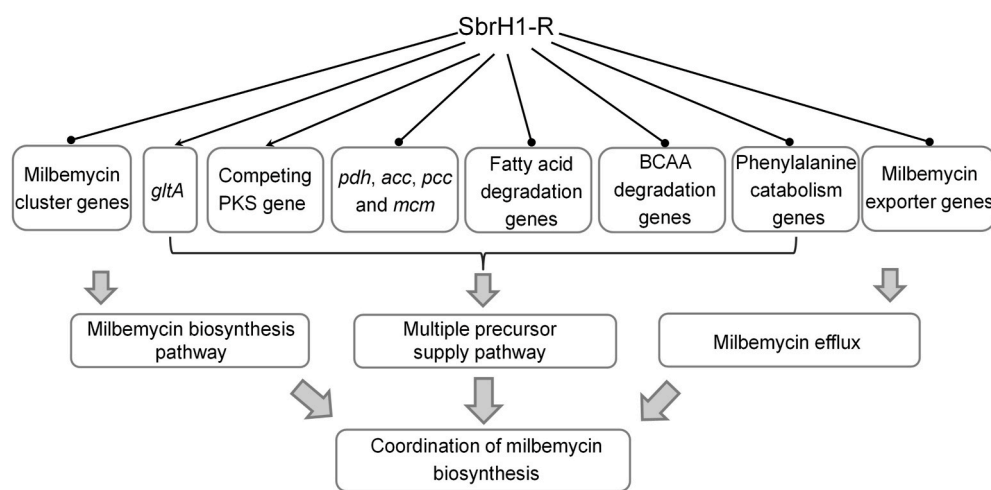 SbrH1-R
Milbemycin
cluster genes
gltA
Competing
PKS gene
pdh, acc, pcc
and mcm
Fatty acid
degradation
genes
BCAA
degradation
genes
Phenylalanine
catabolism
genes
Milbemycin
exporter genes
Milbemycin biosynthesis
pathway
Multiple precursor
supply pathway
Milbemycin efflux
Coordination of milbemycin
biosynthesis